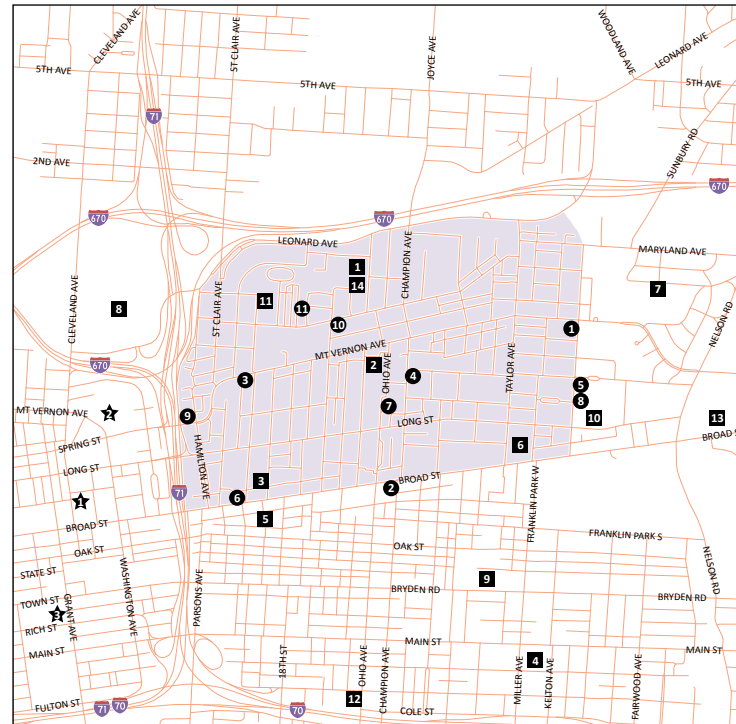 CLEVELAND AVE
ST CLAIR AVE
JOYCE AVE
WOODLAND AVE
LEONARD AVE
5TH AVE
5TH AVE
5TH AVE
71
SUNBURY RD
2ND AVE
670
670
670
LEONARD AVE
CHAMPION AVE
MARYLAND AVE
1
14
7
CLEVELAND AVE
ST CLAIR AVE
11
11
8
10
1
NELSON RD
MT VERNON AVE
670
2
OHIO AVE
4
TAYLOR AVE
3
5
8
MT VERNON AVE
2
9
7
10
13
LONG ST
SPRING ST
HAMILTON AVE
6
BROAD S
LONG ST
3
BROAD ST
2
FRANKLIN PARK W
71
6
1
5
BROAD ST
FRANKLIN PARK S
OAK ST
OAK ST
NELSON RD
STATE ST
WASHINGTON AVE
PARSONS AVE
9
BRYDEN RD
BRYDEN RD
TOWN ST
GRANT AVE
3
RICH ST
MAIN ST
MAIN ST
MAIN ST
18TH ST
OHIO AVE
CHAMPION AVE
4
MILLER AVE
KELTON AVE
FAIRWOOD AVE
12
FULTON ST
71
70
70
COLE ST